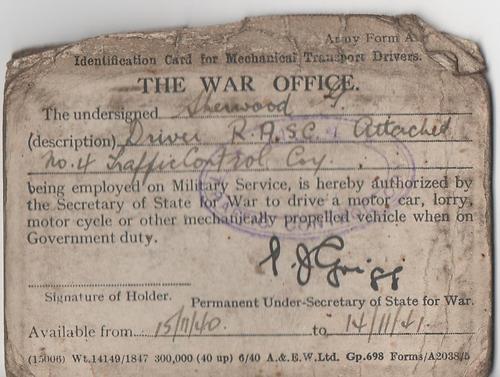 Army Form A.
Identification Card for Mechanical Transport Drivers.
THE WAR OFFICE.
The undersigned Sherwood G.
(description) Driver R.A.S.C. Attached
No. 4 Traffic Control Coy.
being employed on Military Service, is hereby authorized by
the Secretary of State for War to drive a motor car, lorry,
motor cycle or other mechanically propelled vehicle when on
Government duty.
P. J. Grigg
Signature of Holder. Permanent Under-Secretary of State for War.
Available from 15/11/40. to 14/11/41.
(15006) Wt.14149/1847 300,000 (40 up) 6/40 A.&E.W.Ltd. Gp.698 Forms/A2038/5